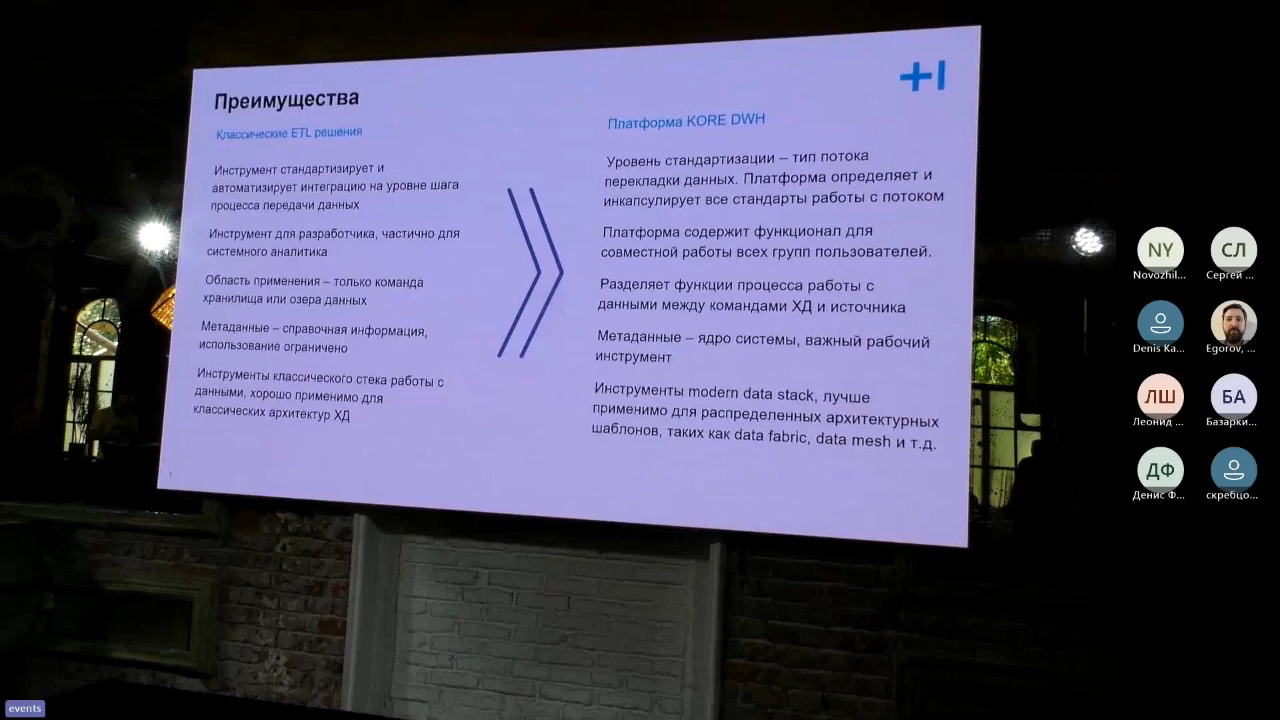 Преимущества
Классические ETL решения
Инструмент стандартизирует и
автоматизирует интеграцию на уровне шага
процесса передачи данных
Инструмент для разработчика, частично для
системного аналитика
Область применения – только команда
хранилища или озера данных
Метаданные – справочная информация,
использование ограничено
Инструменты классического стека работы с
данными, хорошо применимо для
классических архитектур ХД
Платформа KORE DWH
Уровень стандартизации – тип потока
перекладки данных. Платформа определяет и
инкапсулирует все стандарты работы с потоком
Платформа содержит функционал для
совместной работы всех групп пользователей.
Разделяет функции процесса работы с
данными между командами ХД и источника
Метаданные – ядро системы, важный рабочий
инструмент
Инструменты modern data stack, лучше
применимо для распределенных архитектурных
шаблонов, таких как data fabric, data mesh и т.д.
NY
Novozhil...
СЛ
Сергей ...
Denis Ka...
Egorov, ...
ЛШ
Леонид ...
БА
Базарки...
ДФ
Денис Ф...
скребцо...
events